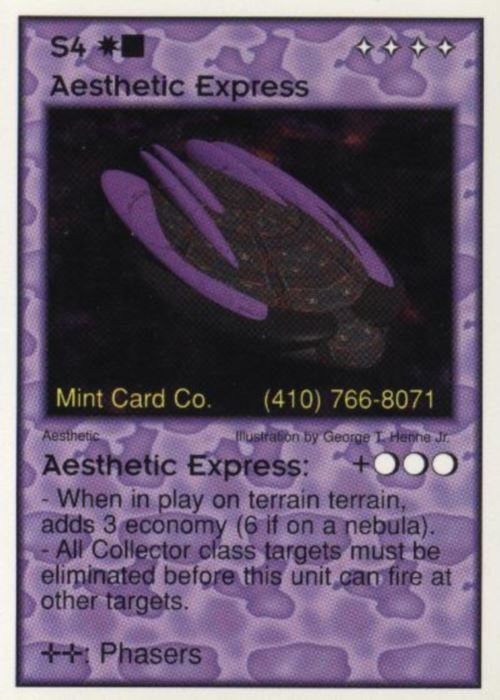 S4
Aesthetic Express
Mint Card Co. (410) 766-8071
Aesthetic Illustration by George T. Henne Jr.
Aesthetic Express: +
- When in play on terrain terrain,
adds 3 economy (6 if on a nebula).
- All Collector class targets must be
eliminated before this unit can fire at
other targets.
: Phasers